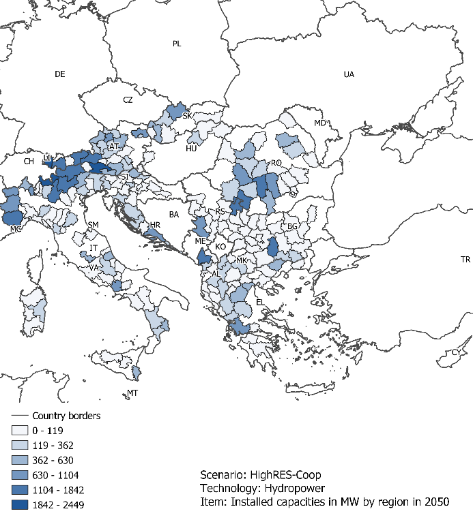 PL
DE
UA
CZ
SK
MD
AT
HU
CH
LI
RO
BA
RS
HR
SM
MC
ME
BG
IT
KO
VA
MK
AL
TR
EL
CY
MT
Country borders
0 - 119
119 - 362
362 - 630
630 - 1104
1104 - 1842
1842 - 2449
Scenario: HighRES-Coop
Technology: Hydropower
Item: Installed capacities in MW by region in 2050